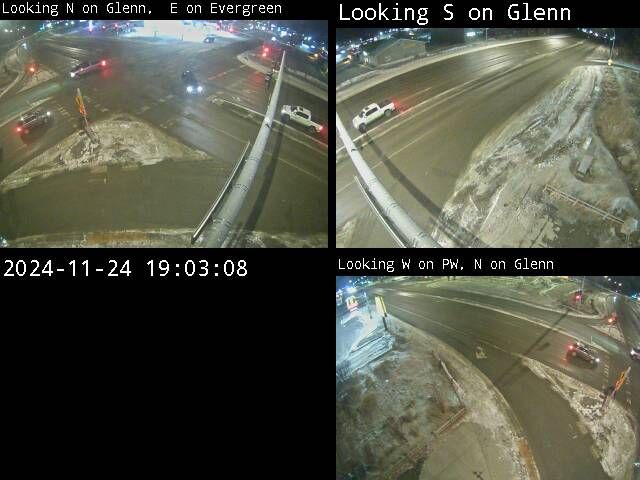 Looking N on Glenn,  E on Evergreen
Looking S on Glenn
2024-11-24 19:03:08
Looking W on PW, N on Glenn